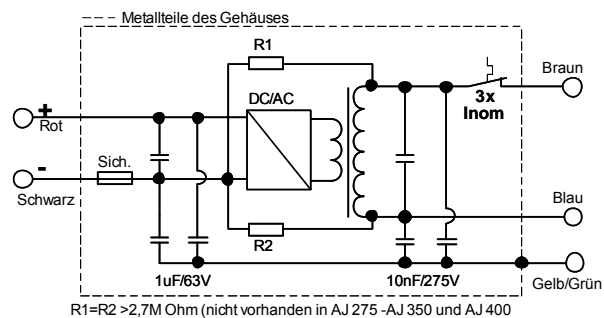 Metallteile des Gehäuses
R1
Braun
DC/AC
3x
Inom
+
Rot
-
Sich.
Schwarz
Blau
R2
1uF/63V
10nF/275V
Gelb/Grün
R1=R2 >2,7M Ohm (nicht vorhanden in AJ 275 -AJ 350 und AJ 400